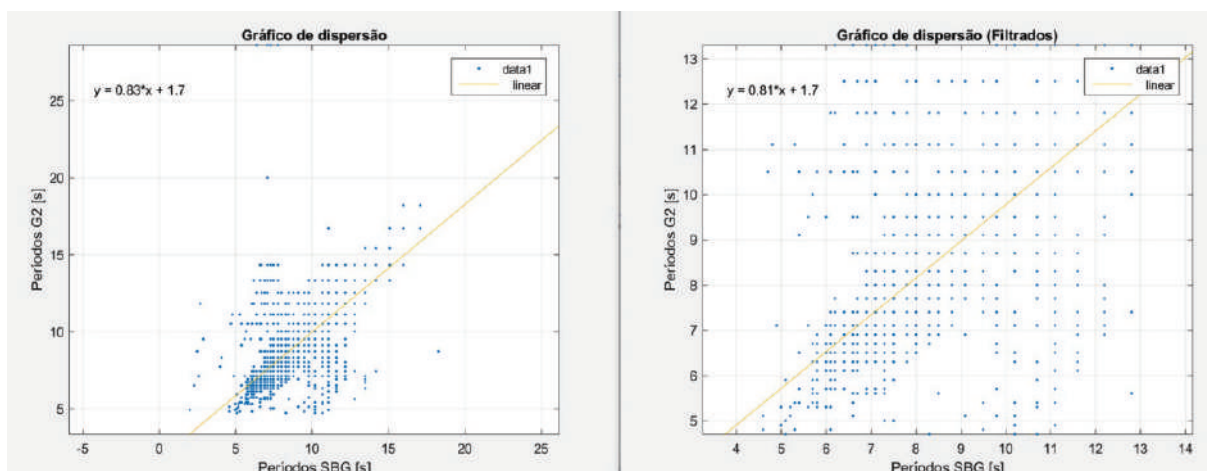 Gráfico de dispersão
data1
linear
y = 0.83*x + 1.7
Períodos G2 [s]
25
20
15
10
5
-5 0 5 10 15 20 25
Períodos SBG [s]
Gráfico de dispersão (Filtrados)
data1
linear
y = 0.81*x + 1.7
Períodos G2 [s]
13
12
11
10
9
8
7
6
5
4 5 6 7 8 9 10 11 12 13 14
Períodos SBG [s]